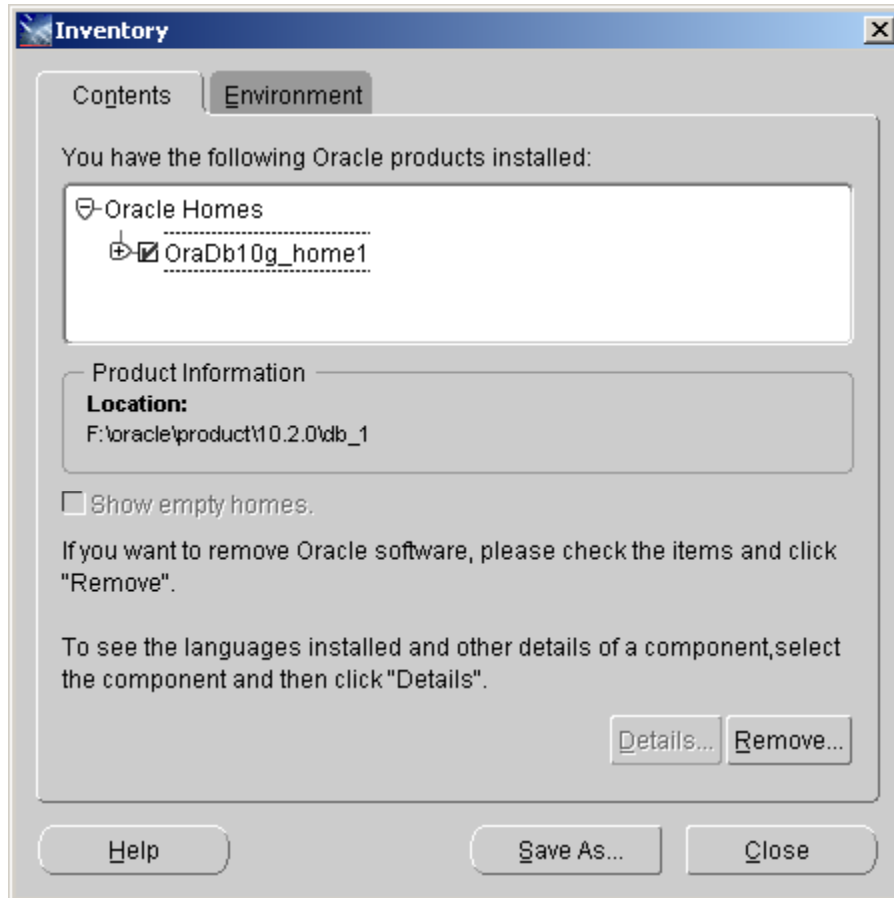 Inventory
Contents
Environment
You have the following Oracle products installed:
Oracle Homes
OraDb10g_home1
Product Information
Location:
F:\oracle\product\10.2.0\db_1
Show empty homes.
If you want to remove Oracle software, please check the items and click
"Remove".
To see the languages installed and other details of a component,select
the component and then click "Details".
Details... Remove...
Help Save As... Close